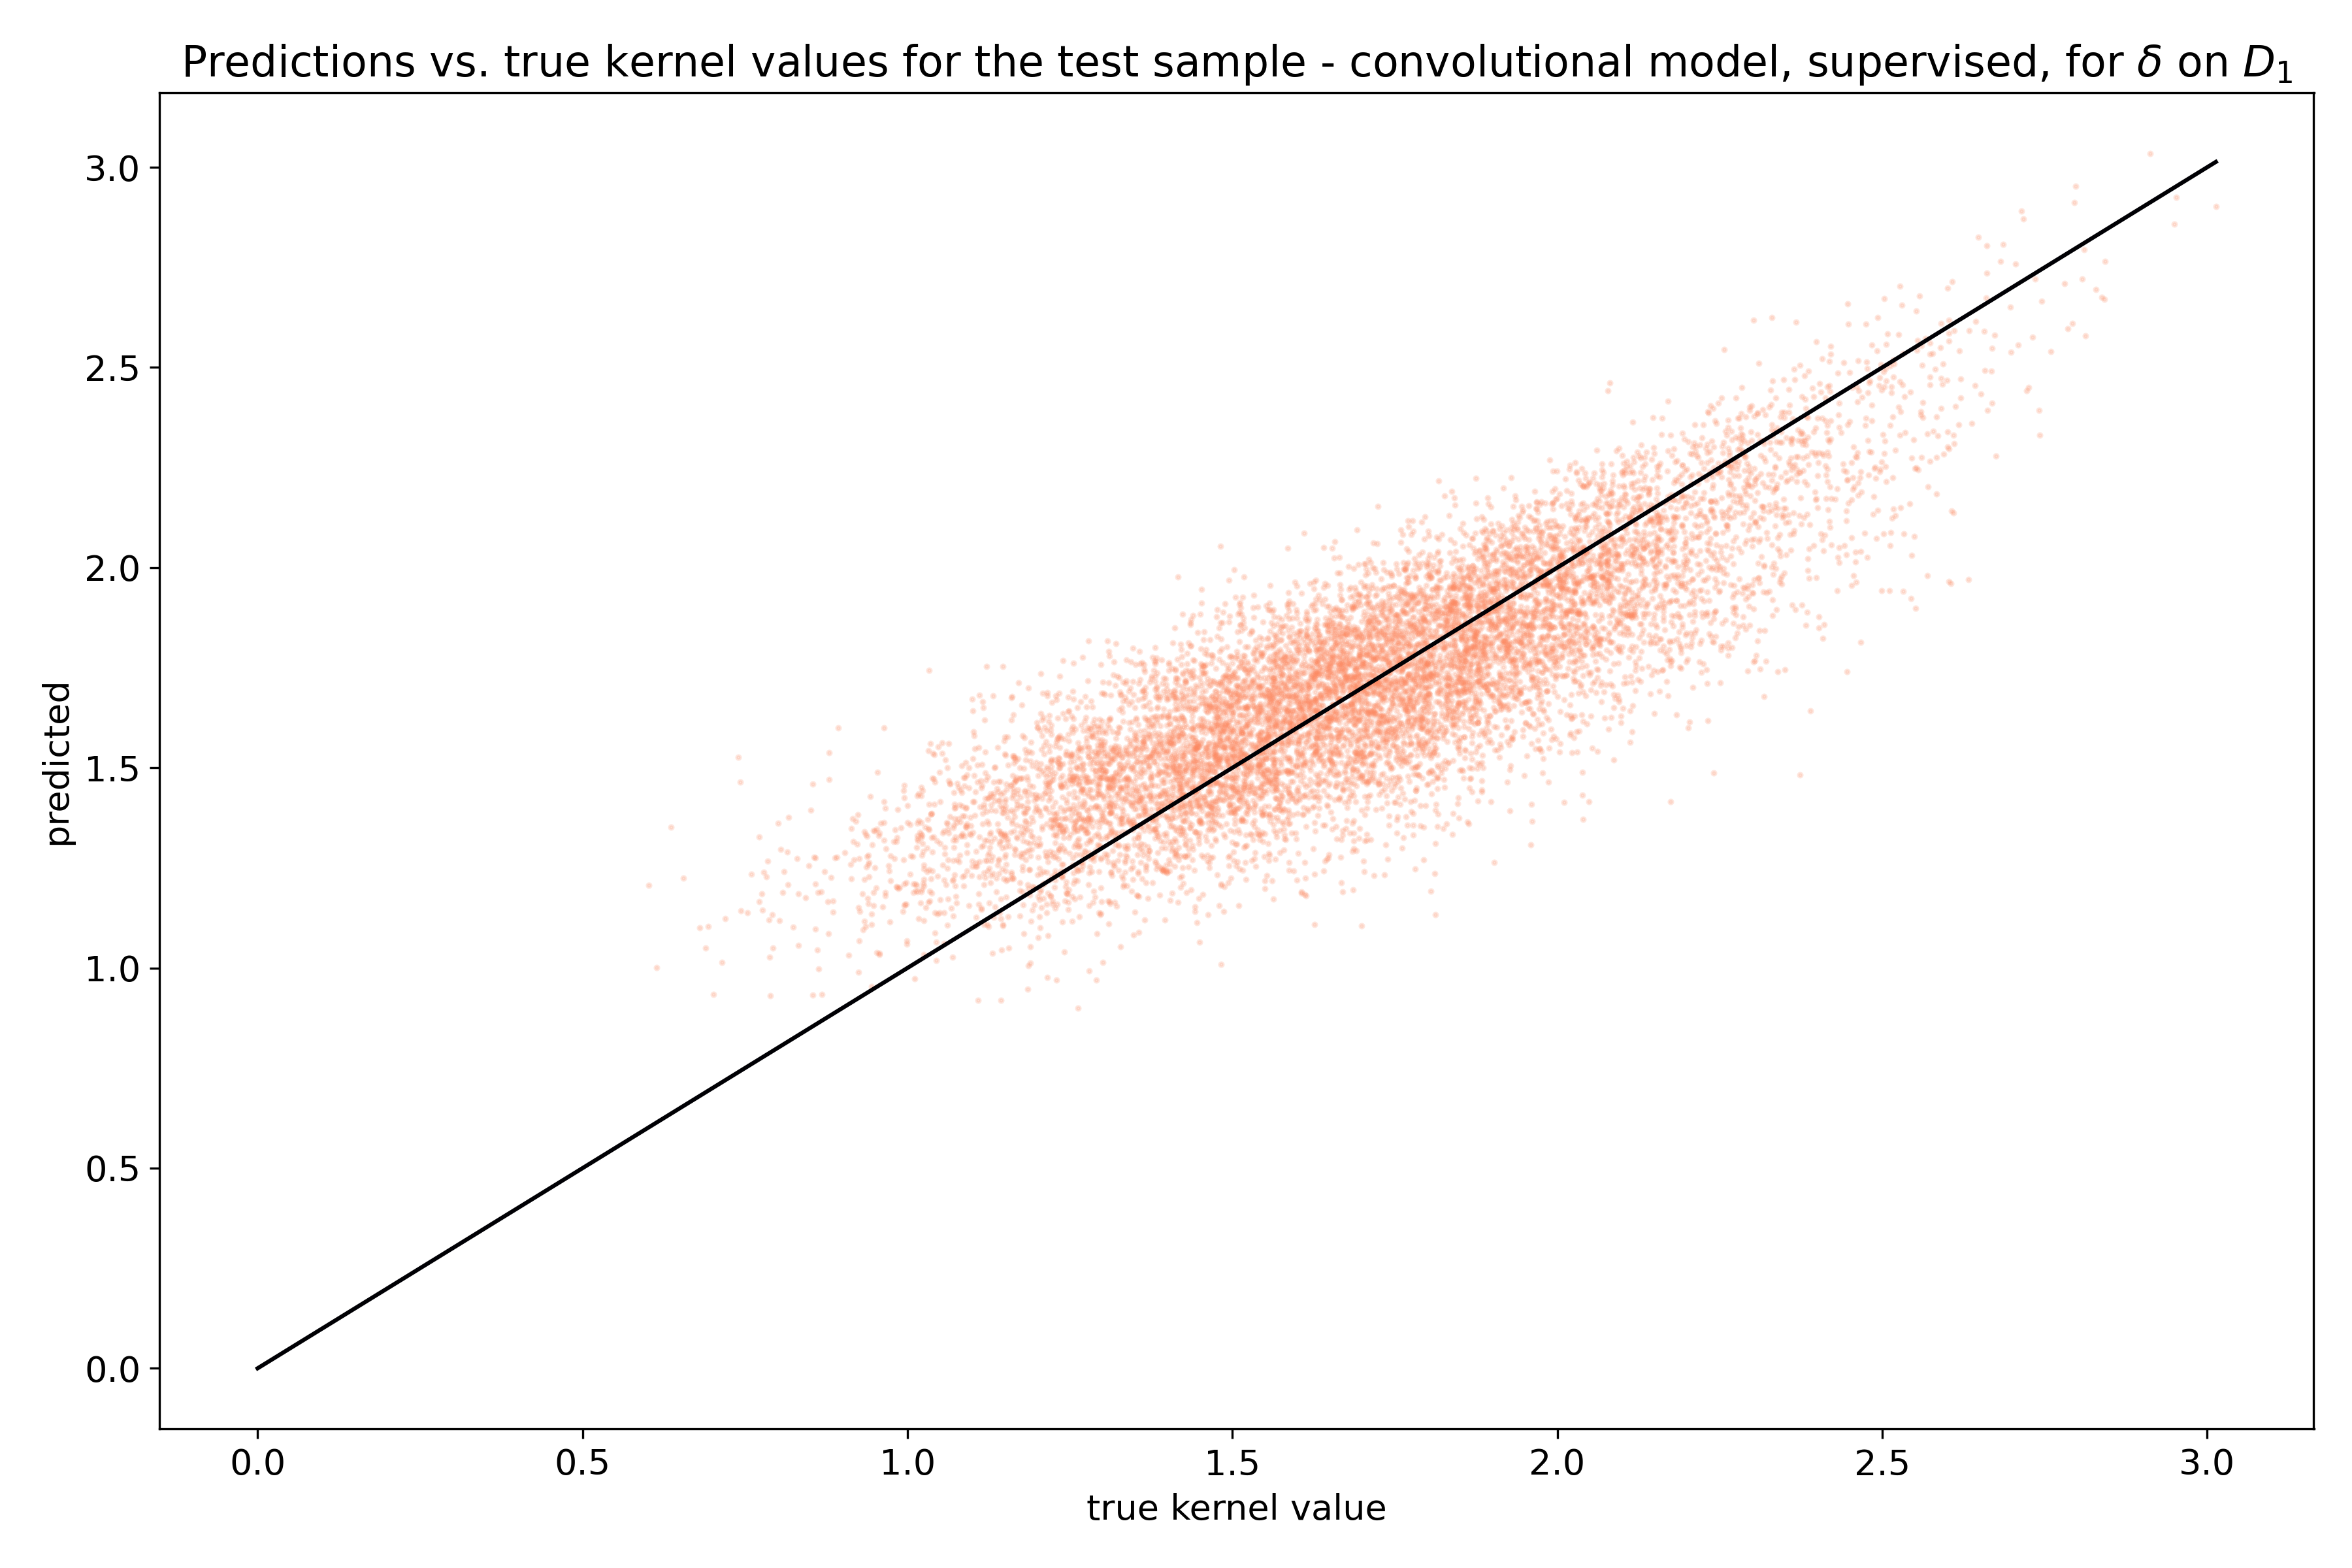 Predictions vs. true kernel values for the test sample - convolutional model, supervised, for δ on D₁
3.0
2.5
2.0
1.5
1.0
0.5
0.0
predicted
0.0 0.5 1.0 1.5 2.0 2.5 3.0
true kernel value